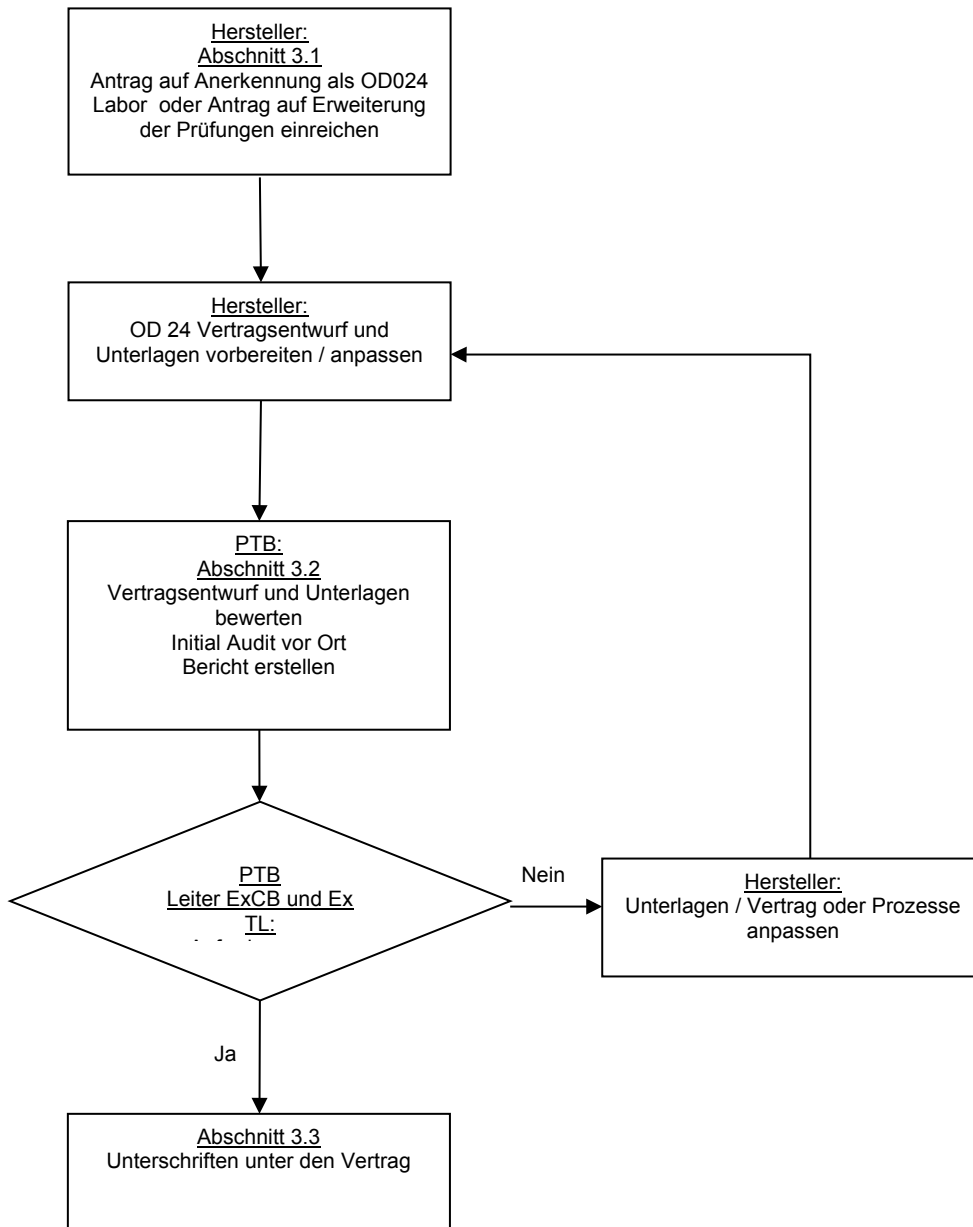 Hersteller:
Abschnitt 3.1
Antrag auf Anerkennung als OD024
Labor oder Antrag auf Erweiterung
der Prüfungen einreichen
Hersteller:
OD 24 Vertragsentwurf und
Unterlagen vorbereiten / anpassen
PTB:
Abschnitt 3.2
Vertragsentwurf und Unterlagen
bewerten
Initial Audit vor Ort
Bericht erstellen
PTB
Leiter ExCB und Ex
TL:
Nein
Hersteller:
Unterlagen / Vertrag oder Prozesse
anpassen
Ja
Abschnitt 3.3
Unterschriften unter den Vertrag